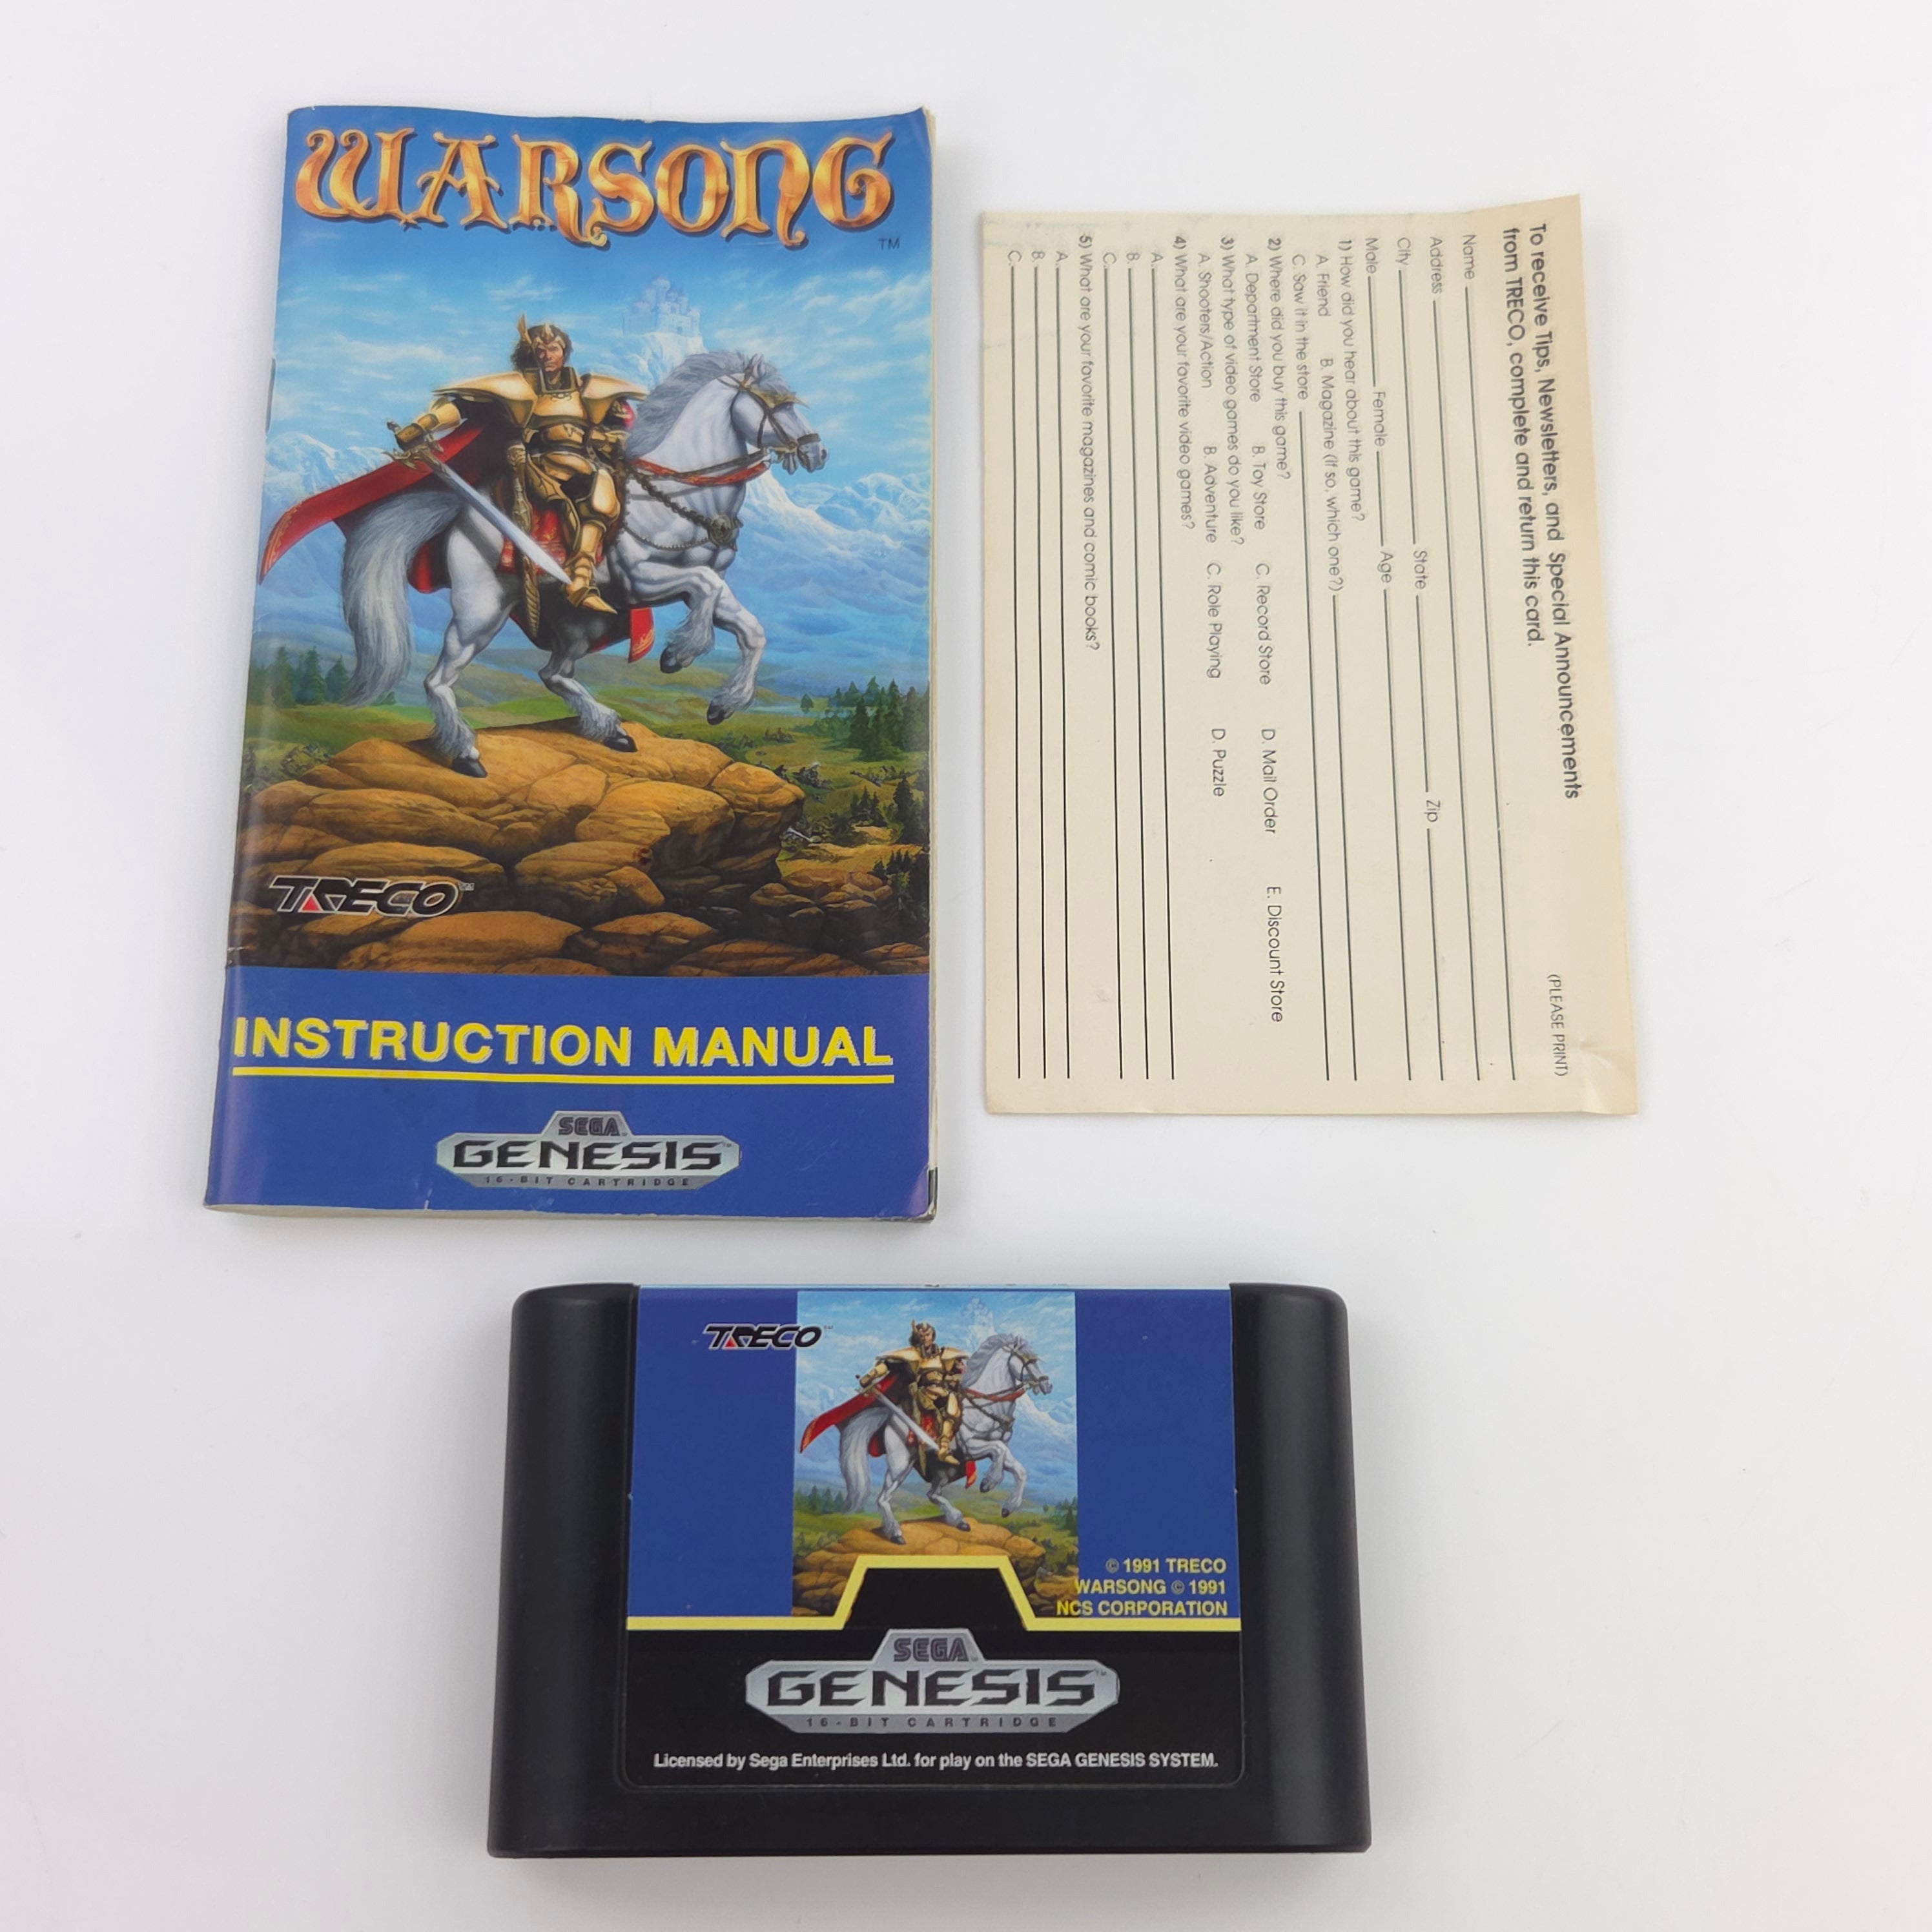 WARSONG
TM
TRECO TM
INSTRUCTION MANUAL
SEGA TM
GENESIS TM
16-BIT CARTRIDGE
To receive Tips, Newsletters, and Special Announcements
from TRECO, complete and return this card.
(PLEASE PRINT)
Name
Address
City State Zip
Male Female Age
1) How did you hear about this game?
A. Friend B. Magazine (if so, which one?)
C. Saw it in the store
2) Where did you buy this game?
A. Department Store B. Toy Store C. Record Store D. Mail Order E. Discount Store
3) What type of video games do you like?
A. Shooters/Action B. Adventure C. Role Playing D. Puzzle
4) What are your favorite video games?
A.
B.
C.
5) What are your favorite magazines and comic books?
A.
B.
C.
TRECO TM
© 1991 TRECO
WARSONG © 1991
NCS CORPORATION
SEGA TM
GENESIS TM
16-BIT CARTRIDGE
Licensed by Sega Enterprises Ltd. for play on the SEGA GENESIS SYSTEM.